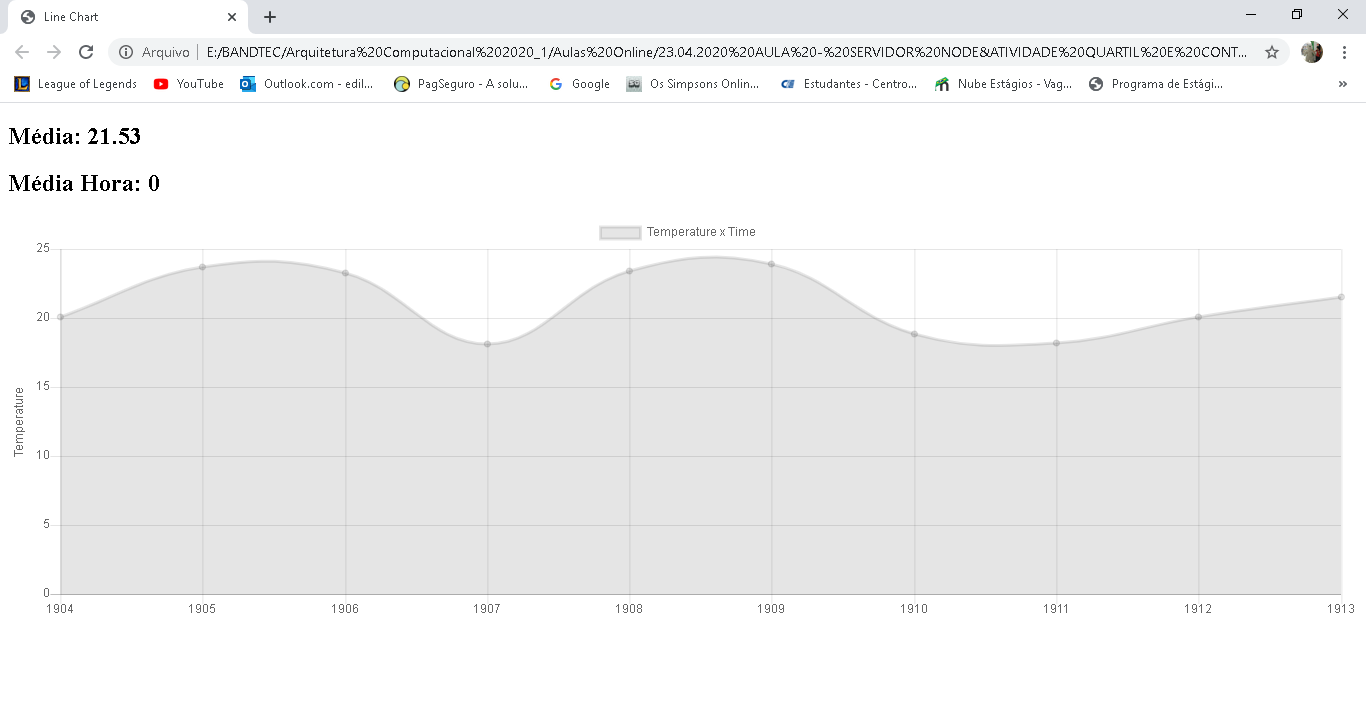 Line Chart
Arquivo E:/BANDTEC/Arquitetura%20Computacional%202020_1/Aulas%20Online/23.04.2020%20AULA%20-%20SERVIDOR%20NODE&ATIVIDADE%20QUARTIL%20E%20CONT...
League of Legends YouTube Outlook.com - edil... PagSeguro - A solu... Google Os Simpsons Onlin... Estudantes - Centro... Nube Estágios - Vag... Programa de Estági... »
Média: 21.53
Média Hora: 0
Temperature x Time
25
20
15
10
5
0
Temperature
1904 1905 1906 1907 1908 1909 1910 1911 1912 1913